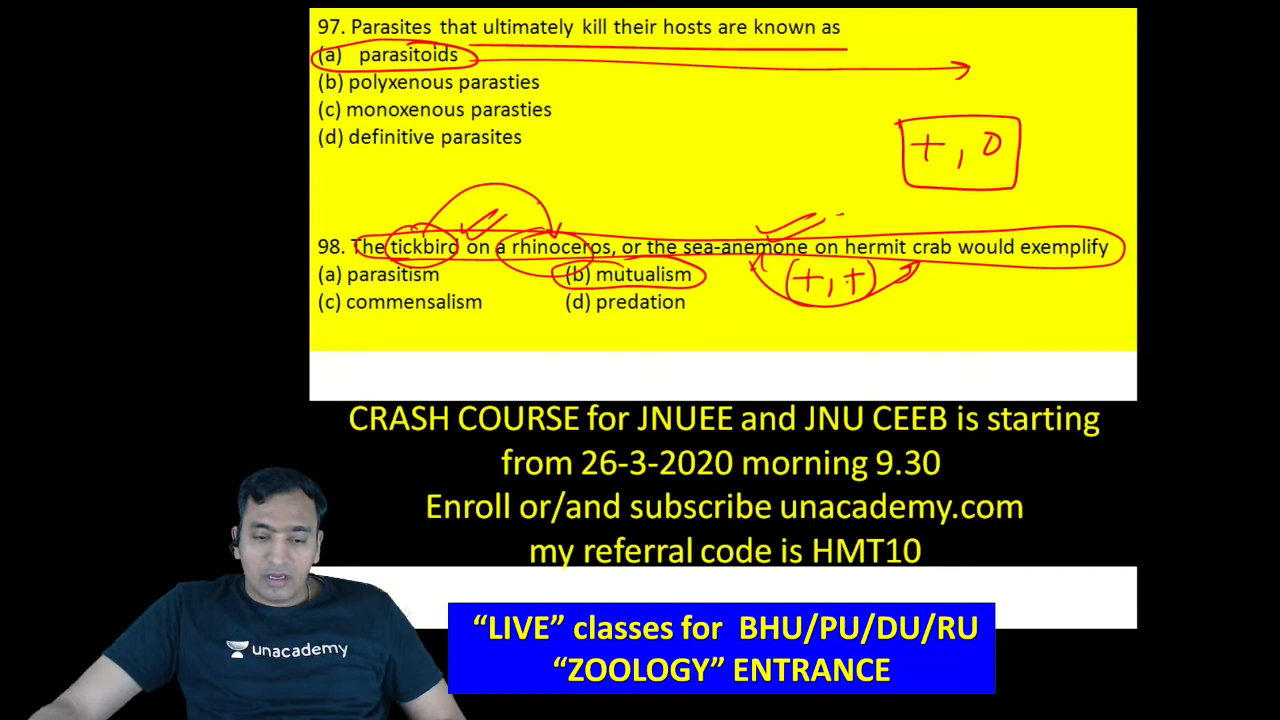 97. Parasites that ultimately kill their hosts are known as
(a) parasitoids
(b) polyxenous parasties
(c) monoxenous parasties
(d) definitive parasites
+, 0
98. The tickbird on a rhinoceros, or the sea-anemone on hermit crab would exemplify
(a) parasitism (b) mutualism
(+, +)
(c) commensalism (d) predation
CRASH COURSE for JNUEE and JNU CEEB is starting
from 26-3-2020 morning 9.30
Enroll or/and subscribe unacademy.com
my referral code is HMT10
unacademy
“LIVE” classes for BHU/PU/DU/RU
“ZOOLOGY” ENTRANCE